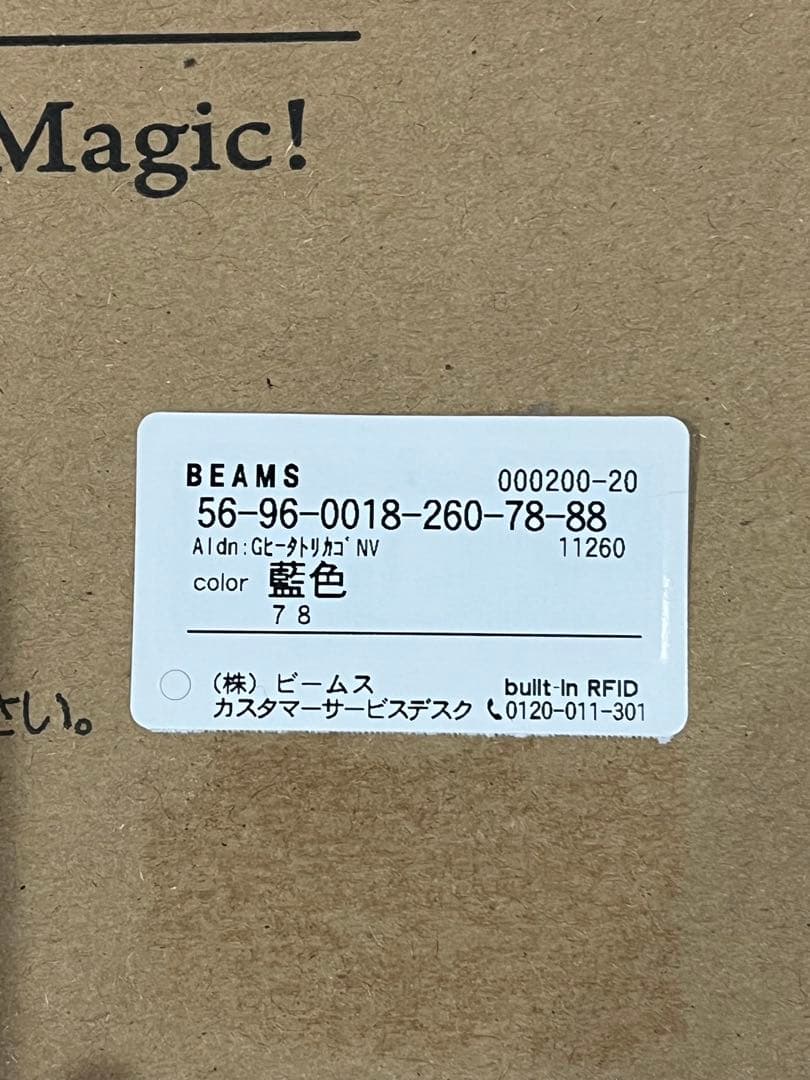 Magic!
BEAMS 000200-20
56-96-0018-260-78-88
Aldn:GﾋｰﾀﾄﾘｶｺﾞNV 11260
color 藍色
78
(株) ビームス built-in RFID
カスタマーサービスデスク 0120-011-301
さい。